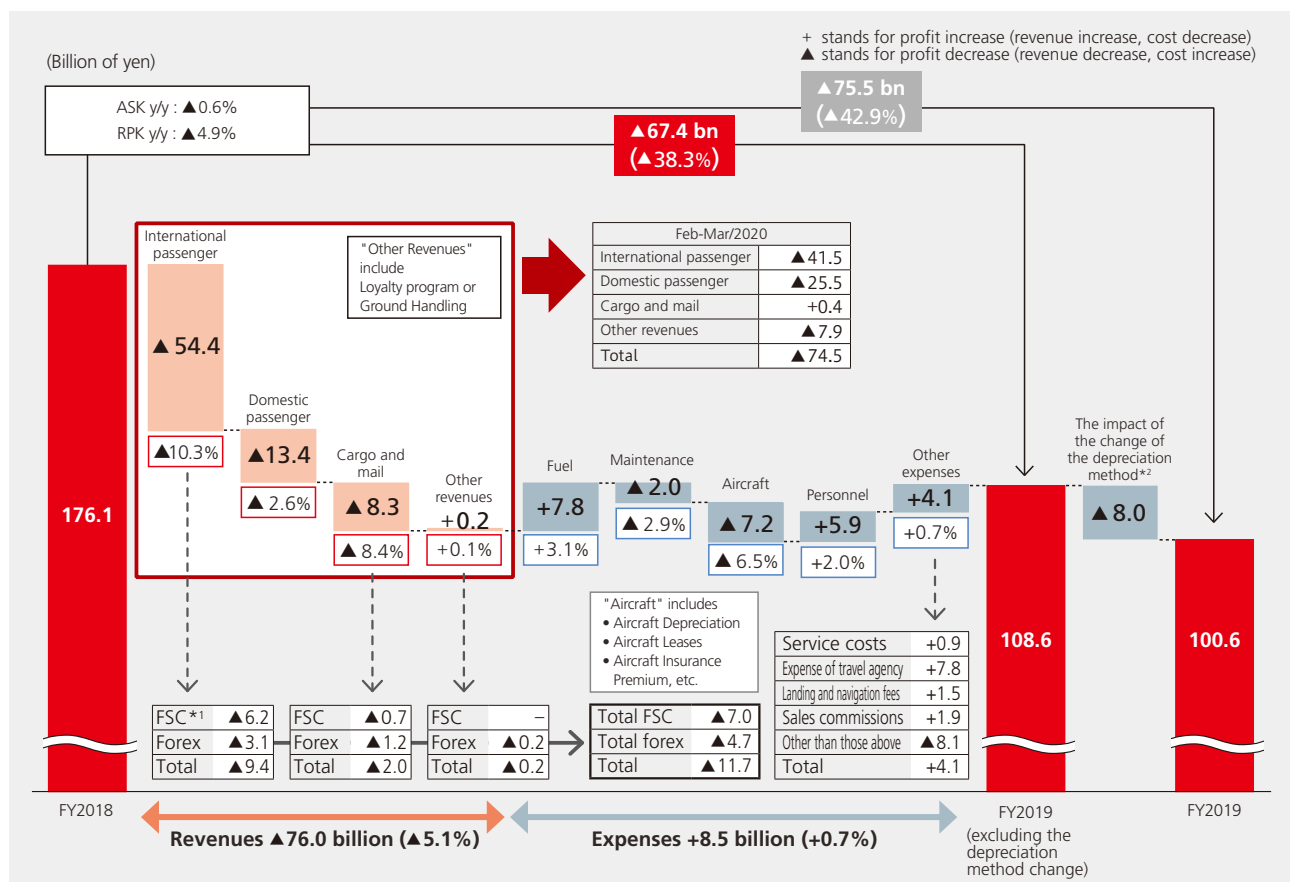 + stands for profit increase (revenue increase, cost decrease)
▲ stands for profit decrease (revenue decrease, cost increase)
(Billion of yen)
ASK y/y : ▲0.6%
RPK y/y : ▲4.9%
▲75.5 bn
(▲42.9%)
▲67.4 bn
(▲38.3%)
International
passenger
▲ 54.4
▲10.3%
"Other Revenues"
include
Loyalty program or
Ground Handling
Feb-Mar/2020
International passenger ▲41.5
Domestic passenger ▲25.5
Cargo and mail +0.4
Other revenues ▲7.9
Total ▲74.5
Domestic
passenger
▲13.4
▲ 2.6%
Cargo and
mail
▲ 8.3
▲ 8.4%
Other
revenues
+0.2
+0.1%
Fuel
+7.8
+3.1%
Maintenance
▲ 2.0
▲ 2.9%
Aircraft
▲ 7.2
▲ 6.5%
Personnel
+5.9
+2.0%
Other
expenses
+4.1
+0.7%
The impact of
the change of
the depreciation
method*2
▲ 8.0
176.1
108.6
100.6
"Aircraft" includes
• Aircraft Depreciation
• Aircraft Leases
• Aircraft Insurance
Premium, etc.
Service costs +0.9
Expense of travel agency +7.8
Landing and navigation fees +1.5
Sales commissions +1.9
Other than those above ▲8.1
Total +4.1
FSC*1 ▲6.2
Forex ▲3.1
Total ▲9.4
FSC ▲0.7
Forex ▲1.2
Total ▲2.0
FSC –
Forex ▲0.2
Total ▲0.2
Total FSC ▲7.0
Total forex ▲4.7
Total ▲11.7
FY2018
Revenues ▲76.0 billion (▲5.1%)
Expenses +8.5 billion (+0.7%)
FY2019
(excluding the
depreciation
method change)
FY2019